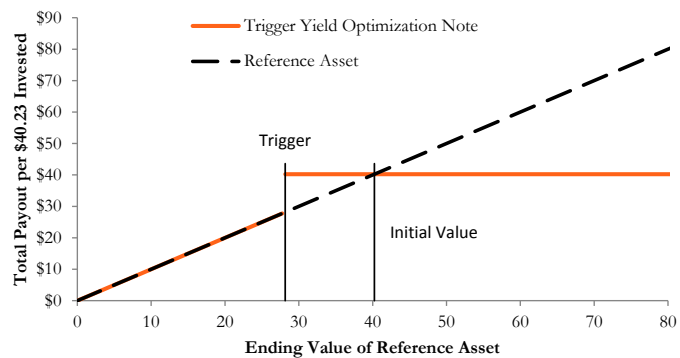 $90
Trigger Yield Optimization Note
$80
Reference Asset
$70
$60
$50
Trigger
$40
$30
Initial Value
$20
$10
$0
Total Payout per $40.23 Invested
0 10 20 30 40 50 60 70 80
Ending Value of Reference Asset